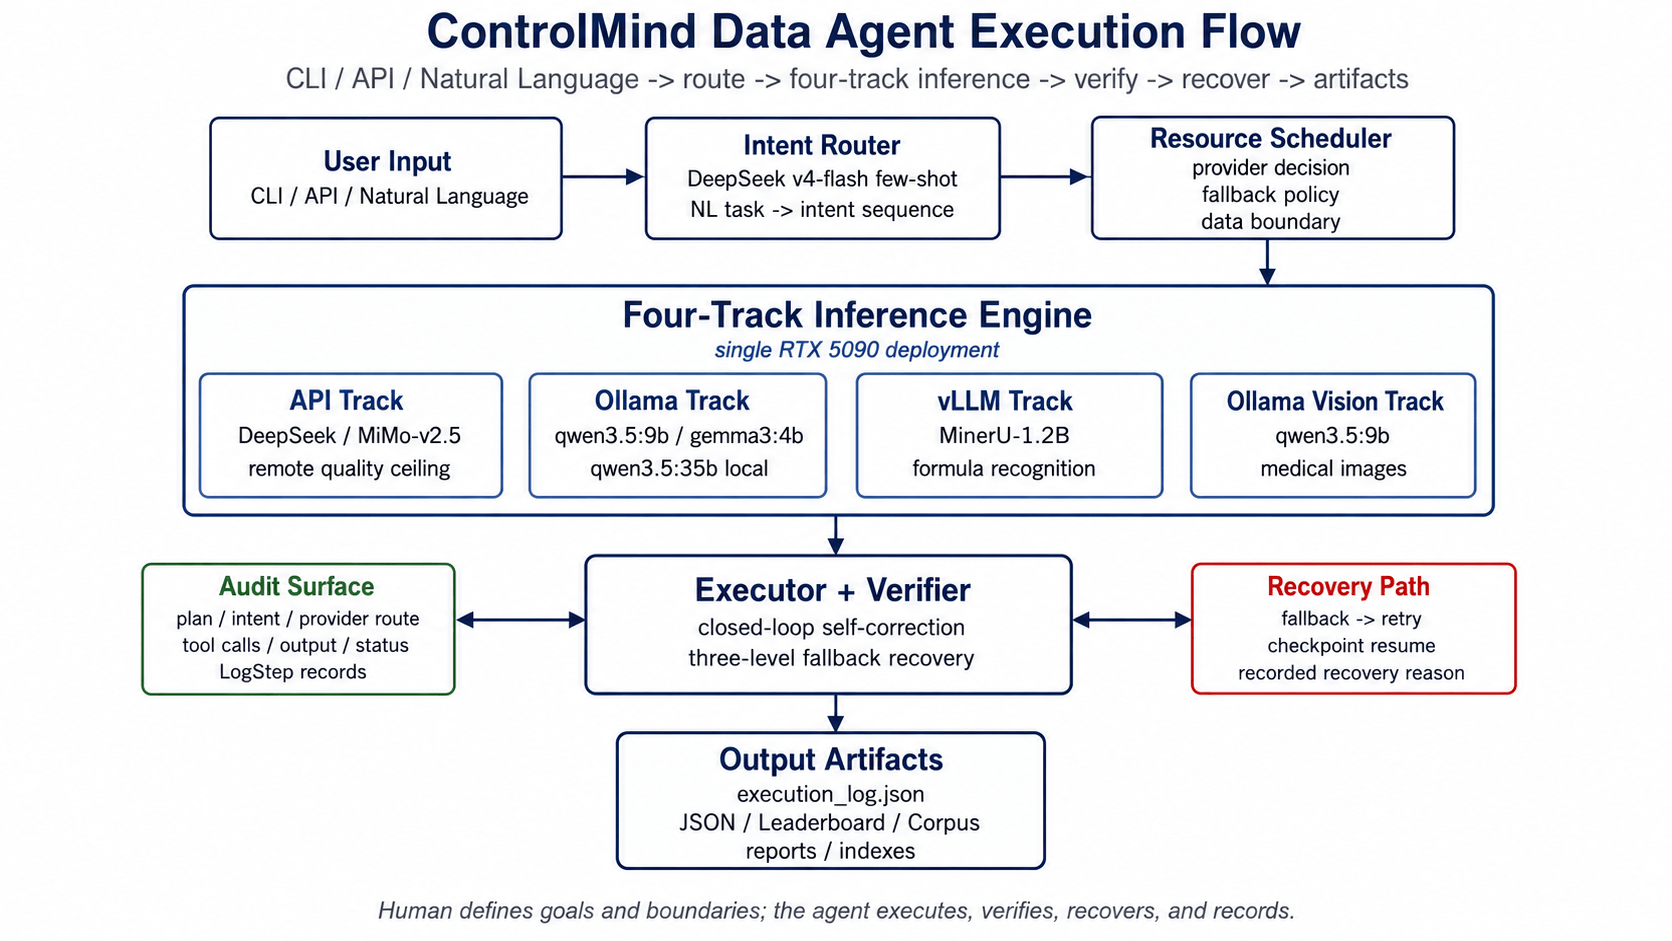 ControlMind Data Agent Execution Flow
CLI / API / Natural Language -> route -> four-track inference -> verify -> recover -> artifacts
User Input
CLI / API / Natural Language
Intent Router
DeepSeek v4-flash few-shot
NL task -> intent sequence
Resource Scheduler
provider decision
fallback policy
data boundary
Four-Track Inference Engine
single RTX 5090 deployment
API Track
DeepSeek / MiMo-v2.5
remote quality ceiling
Ollama Track
qwen3.5:9b / gemma3:4b
qwen3.5:35b local
vLLM Track
MinerU-1.2B
formula recognition
Ollama Vision Track
qwen3.5:9b
medical images
Audit Surface
plan / intent / provider route
tool calls / output / status
LogStep records
Executor + Verifier
closed-loop self-correction
three-level fallback recovery
Recovery Path
fallback -> retry
checkpoint resume
recorded recovery reason
Output Artifacts
execution_log.json
JSON / Leaderboard / Corpus
reports / indexes
Human defines goals and boundaries; the agent executes, verifies, recovers, and records.